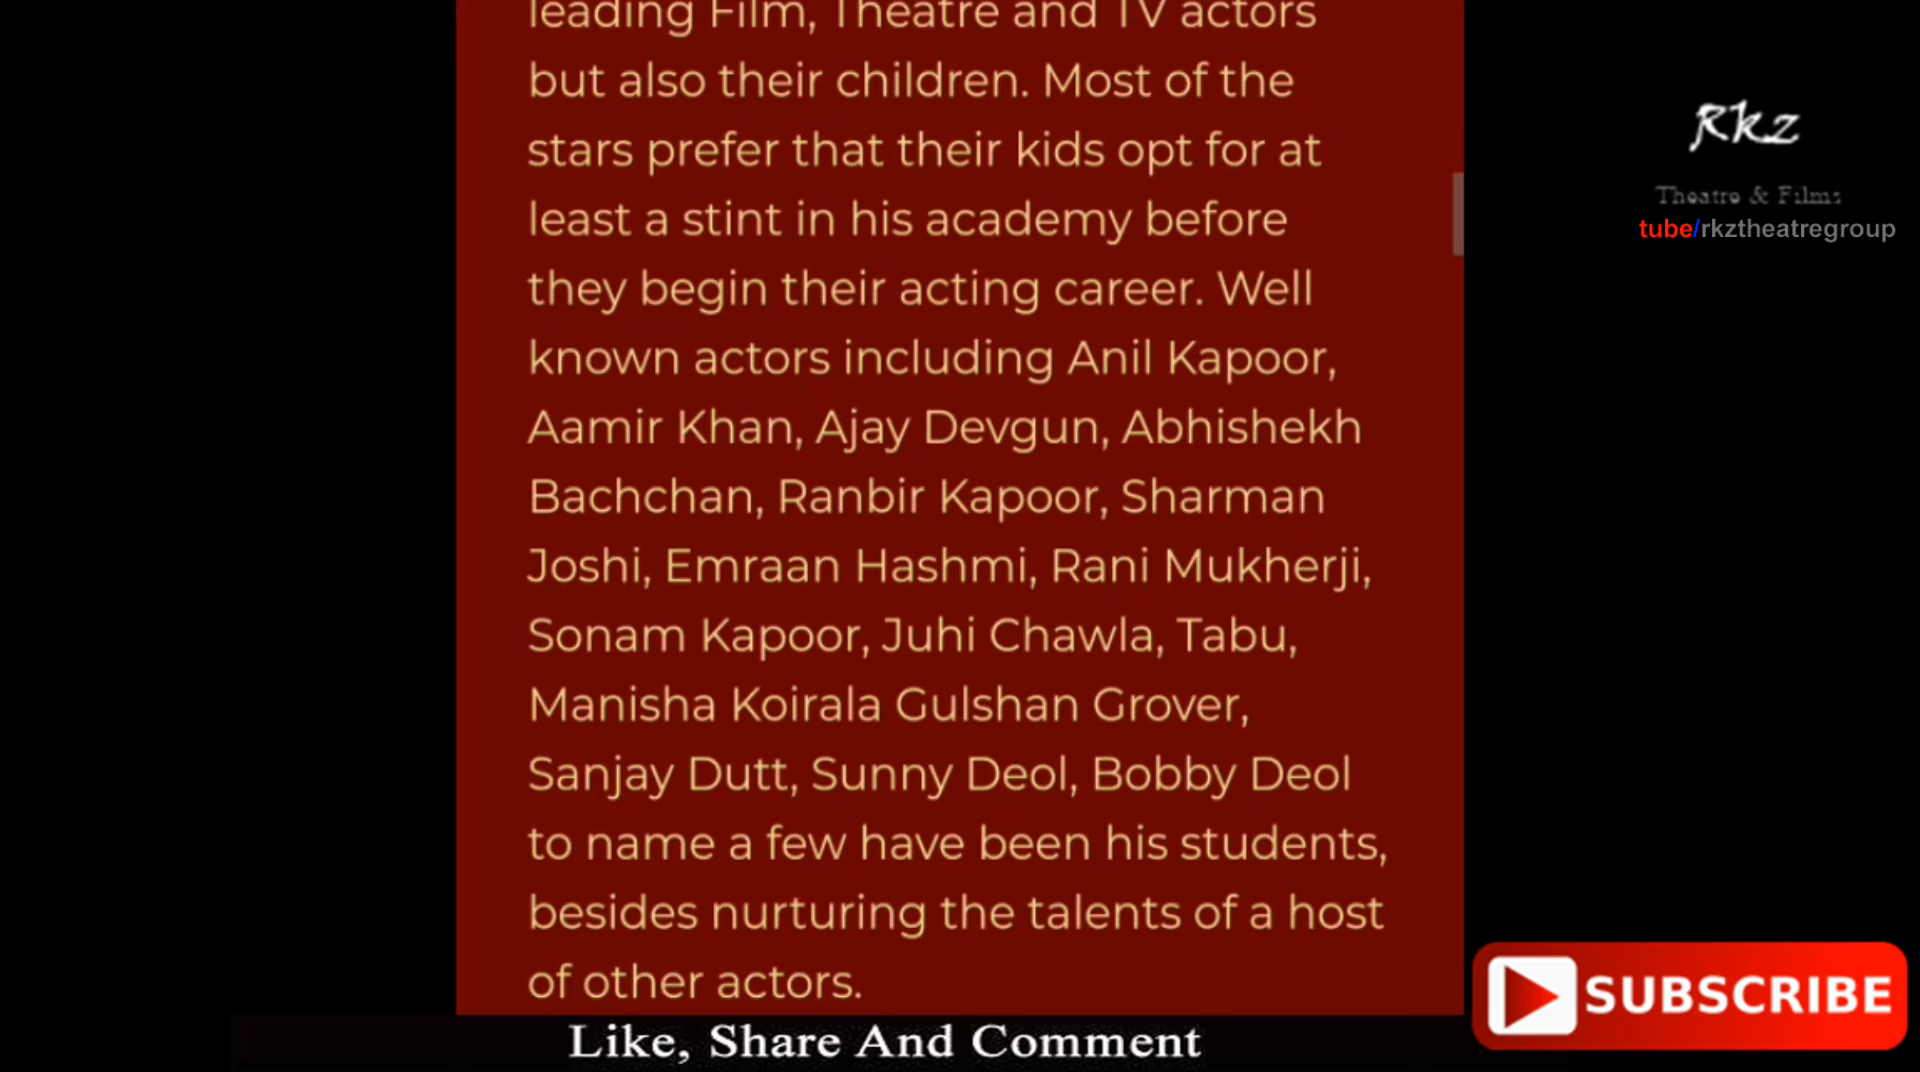 leading Film, Theatre and TV actors
but also their children. Most of the
stars prefer that their kids opt for at
least a stint in his academy before
they begin their acting career. Well
known actors including Anil Kapoor,
Aamir Khan, Ajay Devgun, Abhishekh
Bachchan, Ranbir Kapoor, Sharman
Joshi, Emraan Hashmi, Rani Mukherji,
Sonam Kapoor, Juhi Chawla, Tabu,
Manisha Koirala Gulshan Grover,
Sanjay Dutt, Sunny Deol, Bobby Deol
to name a few have been his students,
besides nurturing the talents of a host
of other actors.
Rkz
Theatre & Films
tube/rkztheatregroup
SUBSCRIBE
Like, Share And Comment